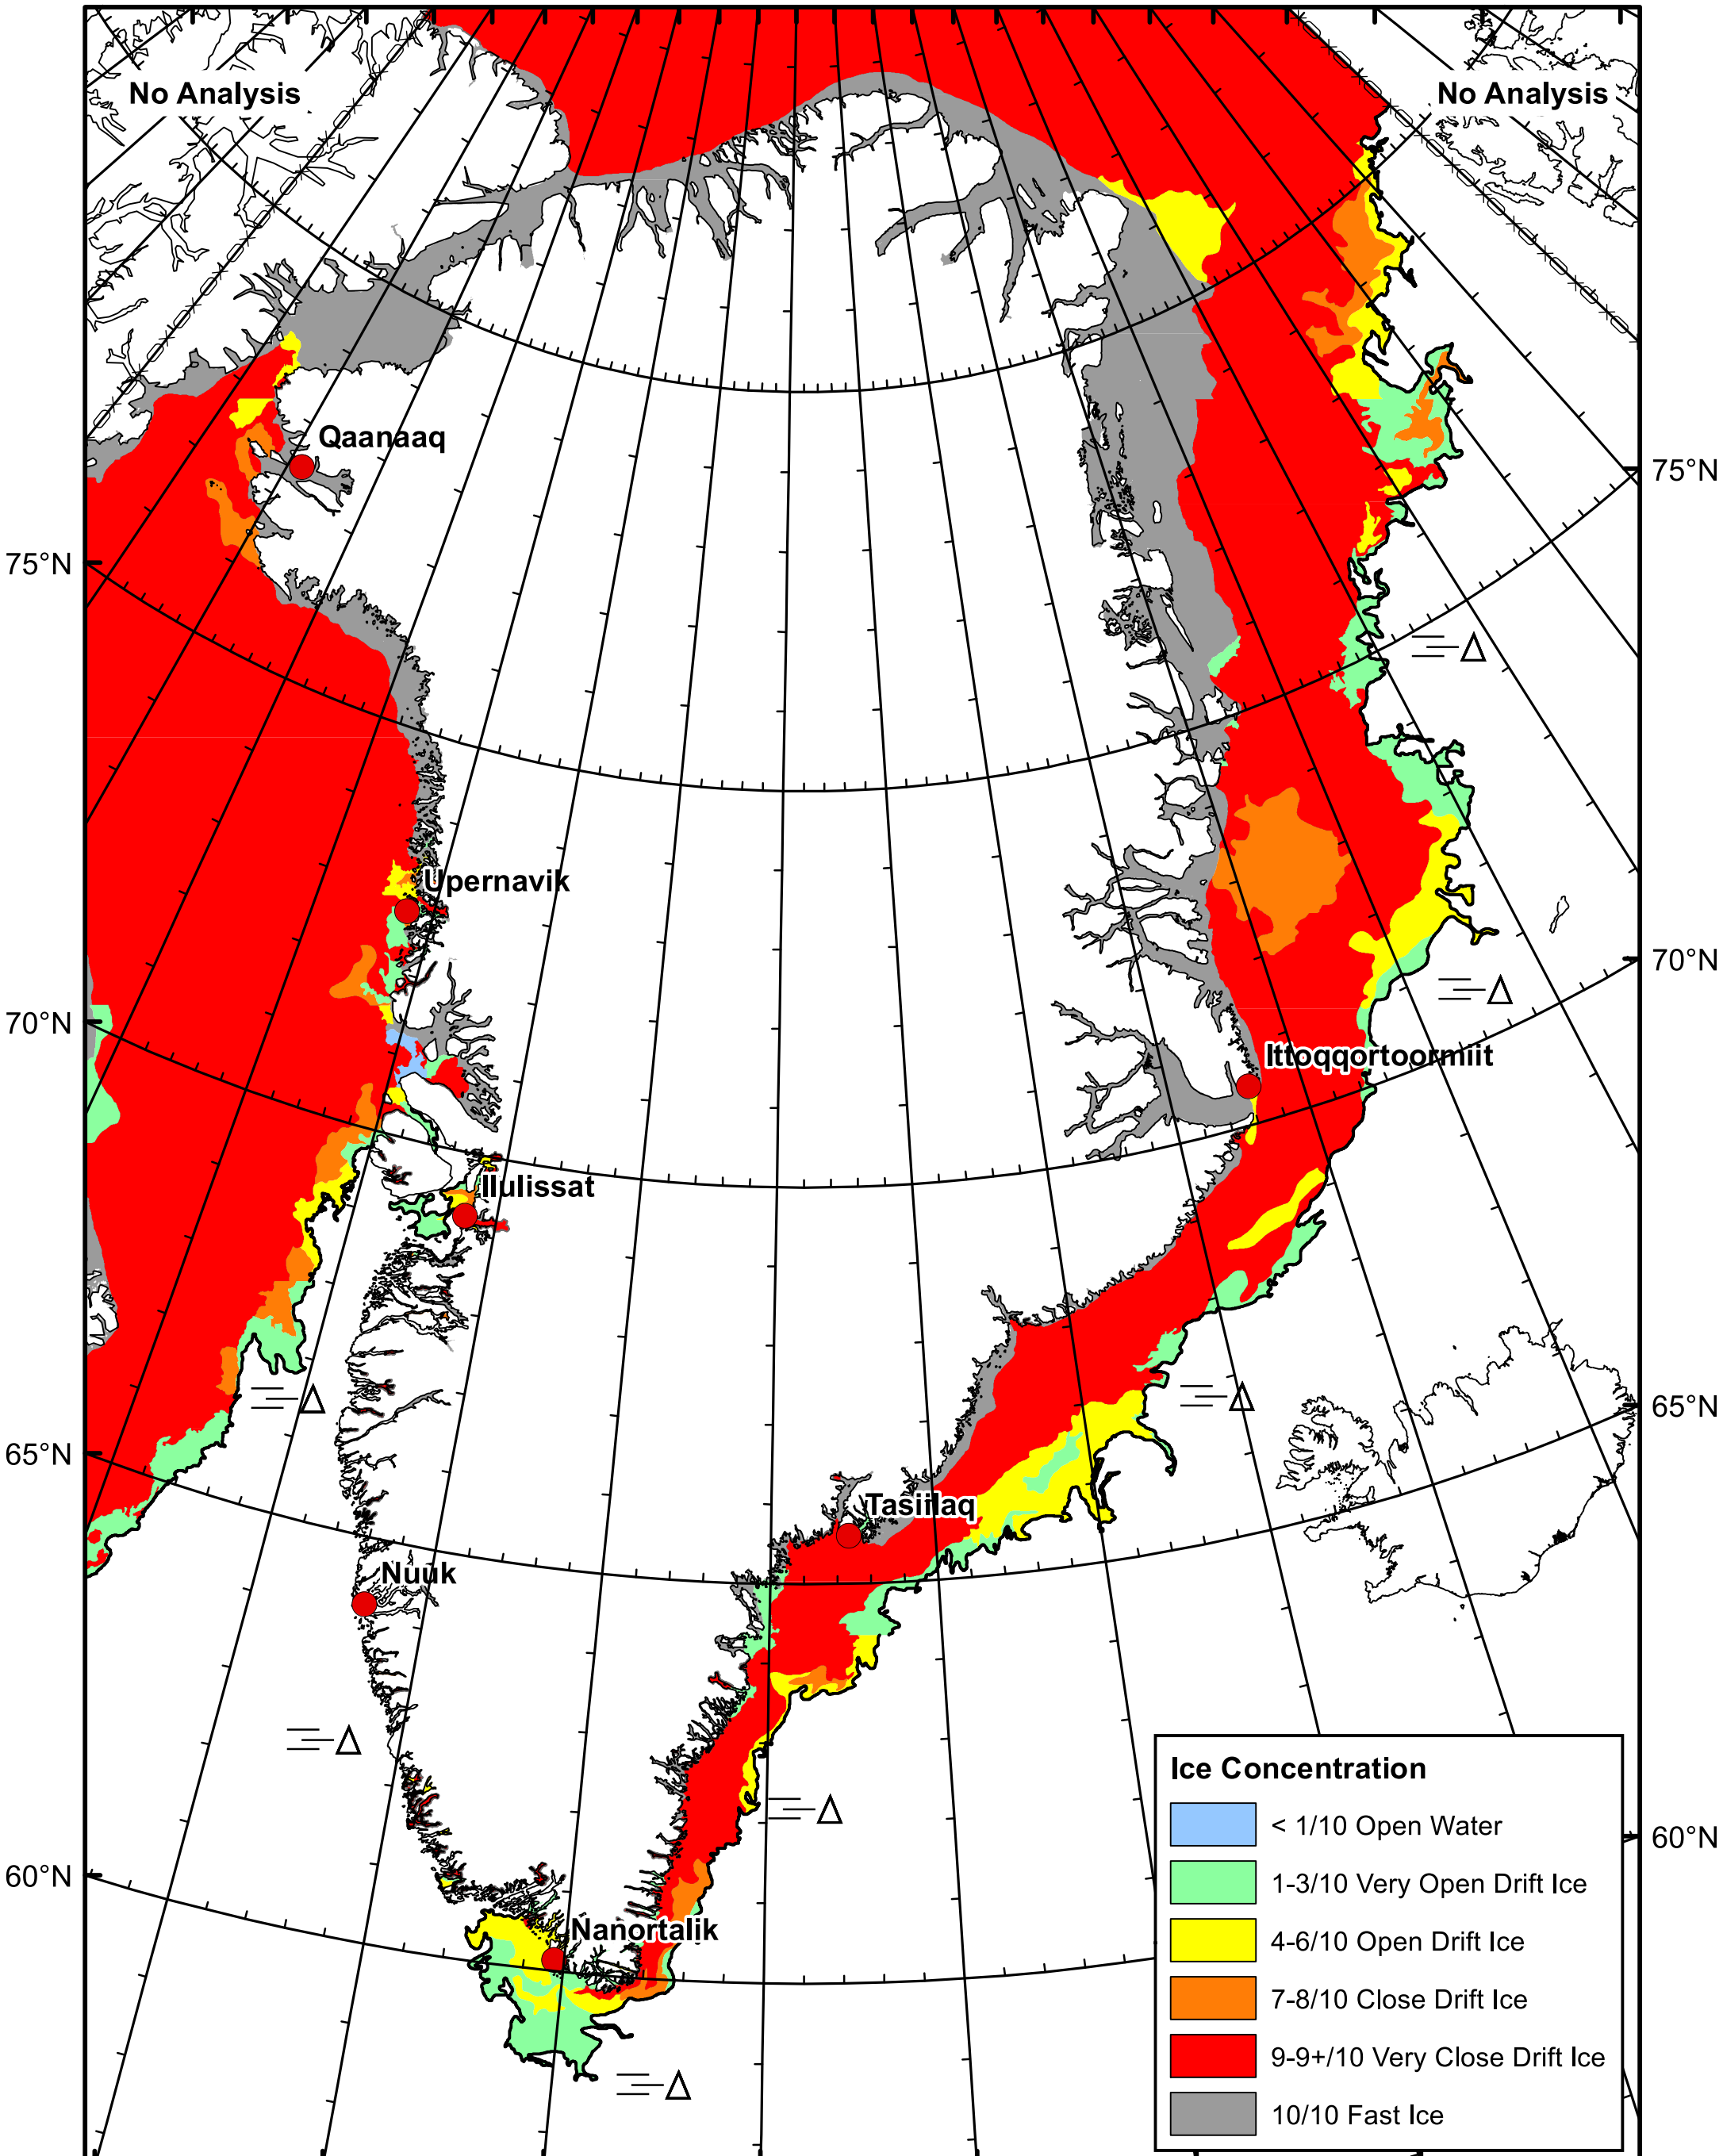 No Analysis
No Analysis
Qaanaaq
75°N
75°N
Upernavik
70°N
70°N
Ittoqqortoormiit
Ilulissat
65°N
65°N
Tasiilaq
Nuuk
60°N
60°N
Nanortalik
Ice Concentration
< 1/10 Open Water
1-3/10 Very Open Drift Ice
4-6/10 Open Drift Ice
7-8/10 Close Drift Ice
9-9+/10 Very Close Drift Ice
10/10 Fast Ice